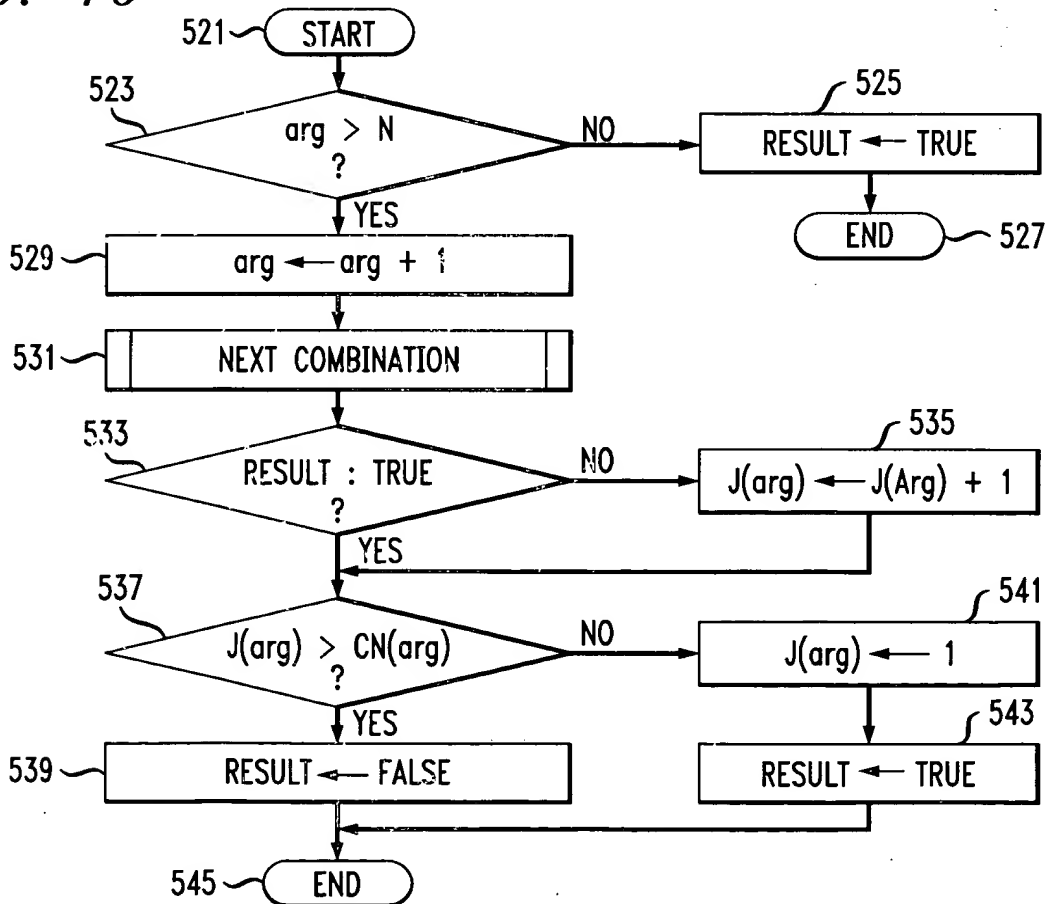 521 START
523
arg > N
?
NO
525
RESULT ← TRUE
END 527
YES
529 arg ← arg + 1
531 NEXT COMBINATION
533
RESULT : TRUE
?
NO
535
J(arg) ← J(Arg) + 1
YES
537
J(arg) > CN(arg)
?
NO
541
J(arg) ← 1
YES
543
539 RESULT ← FALSE
RESULT ← TRUE
545 END